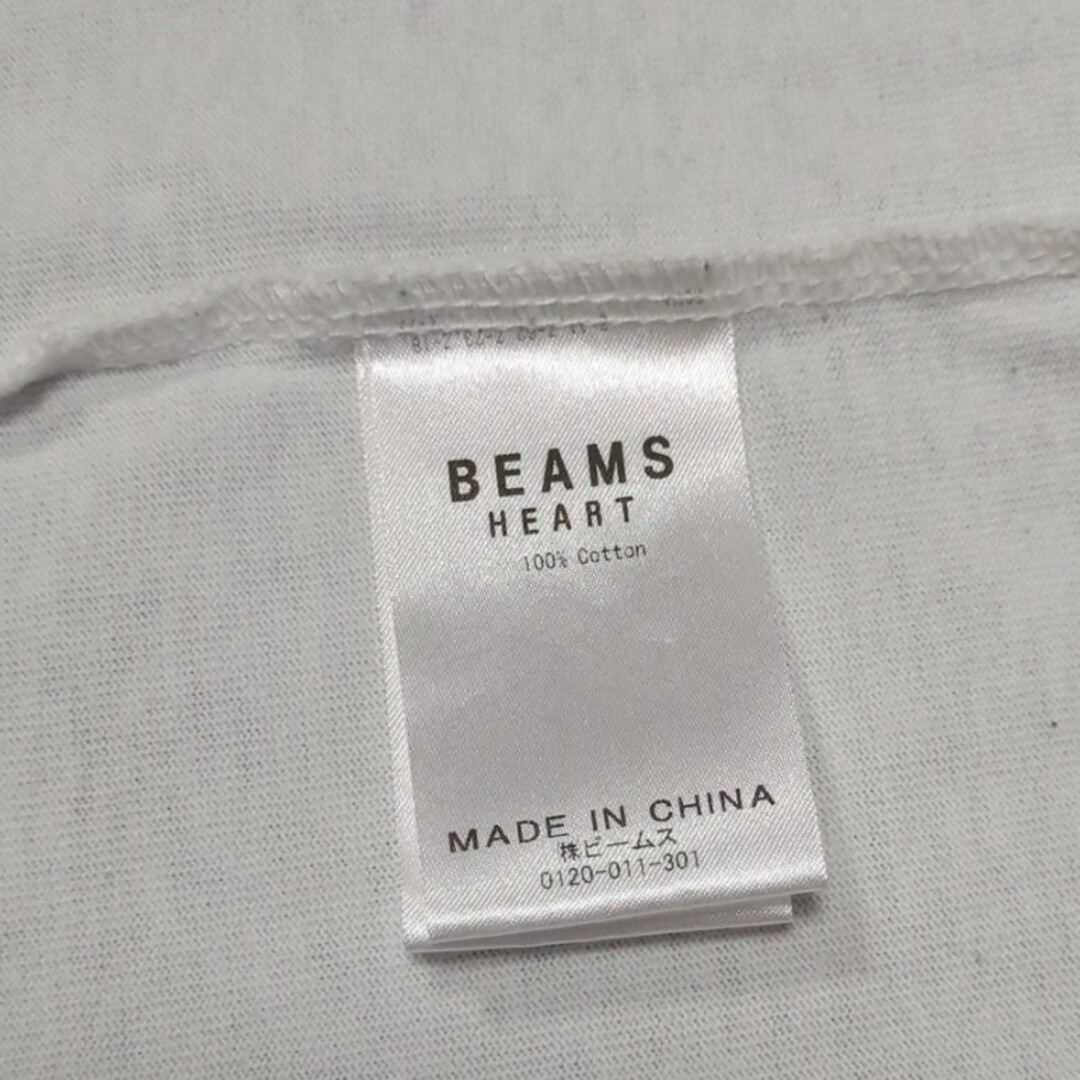 BEAMS
HEART
100% Cotton
MADE IN CHINA
株ビームス
0120-011-301